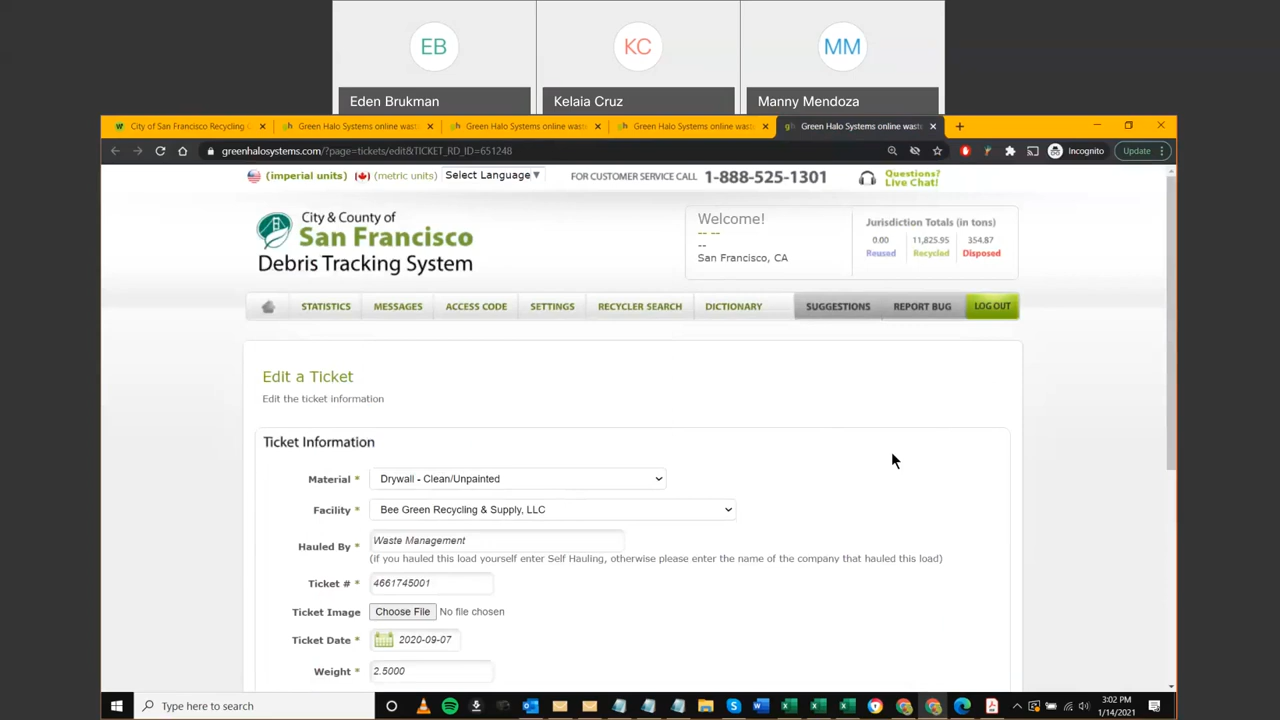 EB
KC
MM
Eden Brukman
Kelaia Cruz
Manny Mendoza
City of San Francisco Recycling
Green Halo Systems online wast
Green Halo Systems online wast
Green Halo Systems online wast
Green Halo Systems online wast
greenhalosystems.com/?page=tickets/edit&TICKET_RD_ID=651248
Incognito
Update
(imperial units)
(metric units)
Select Language
FOR CUSTOMER SERVICE CALL 1-888-525-1301
Questions?
Live Chat!
City & County of
San Francisco
Debris Tracking System
Welcome!
-- --
--
San Francisco, CA
Jurisdiction Totals (in tons)
0.00 11,825.95 354.87
Reused Recycled Disposed
STATISTICS MESSAGES ACCESS CODE SETTINGS RECYCLER SEARCH DICTIONARY SUGGESTIONS REPORT BUG LOG OUT
Edit a Ticket
Edit the ticket information
Ticket Information
Material * Drywall - Clean/Unpainted
Facility * Bee Green Recycling & Supply, LLC
Hauled By * Waste Management
(if you hauled this load yourself enter Self Hauling, otherwise please enter the name of the company that hauled this load)
Ticket # * 4661745001
Ticket Image Choose File No file chosen
Ticket Date * 2020-09-07
Weight * 2.5000
Type here to search
3:02 PM
1/14/2021